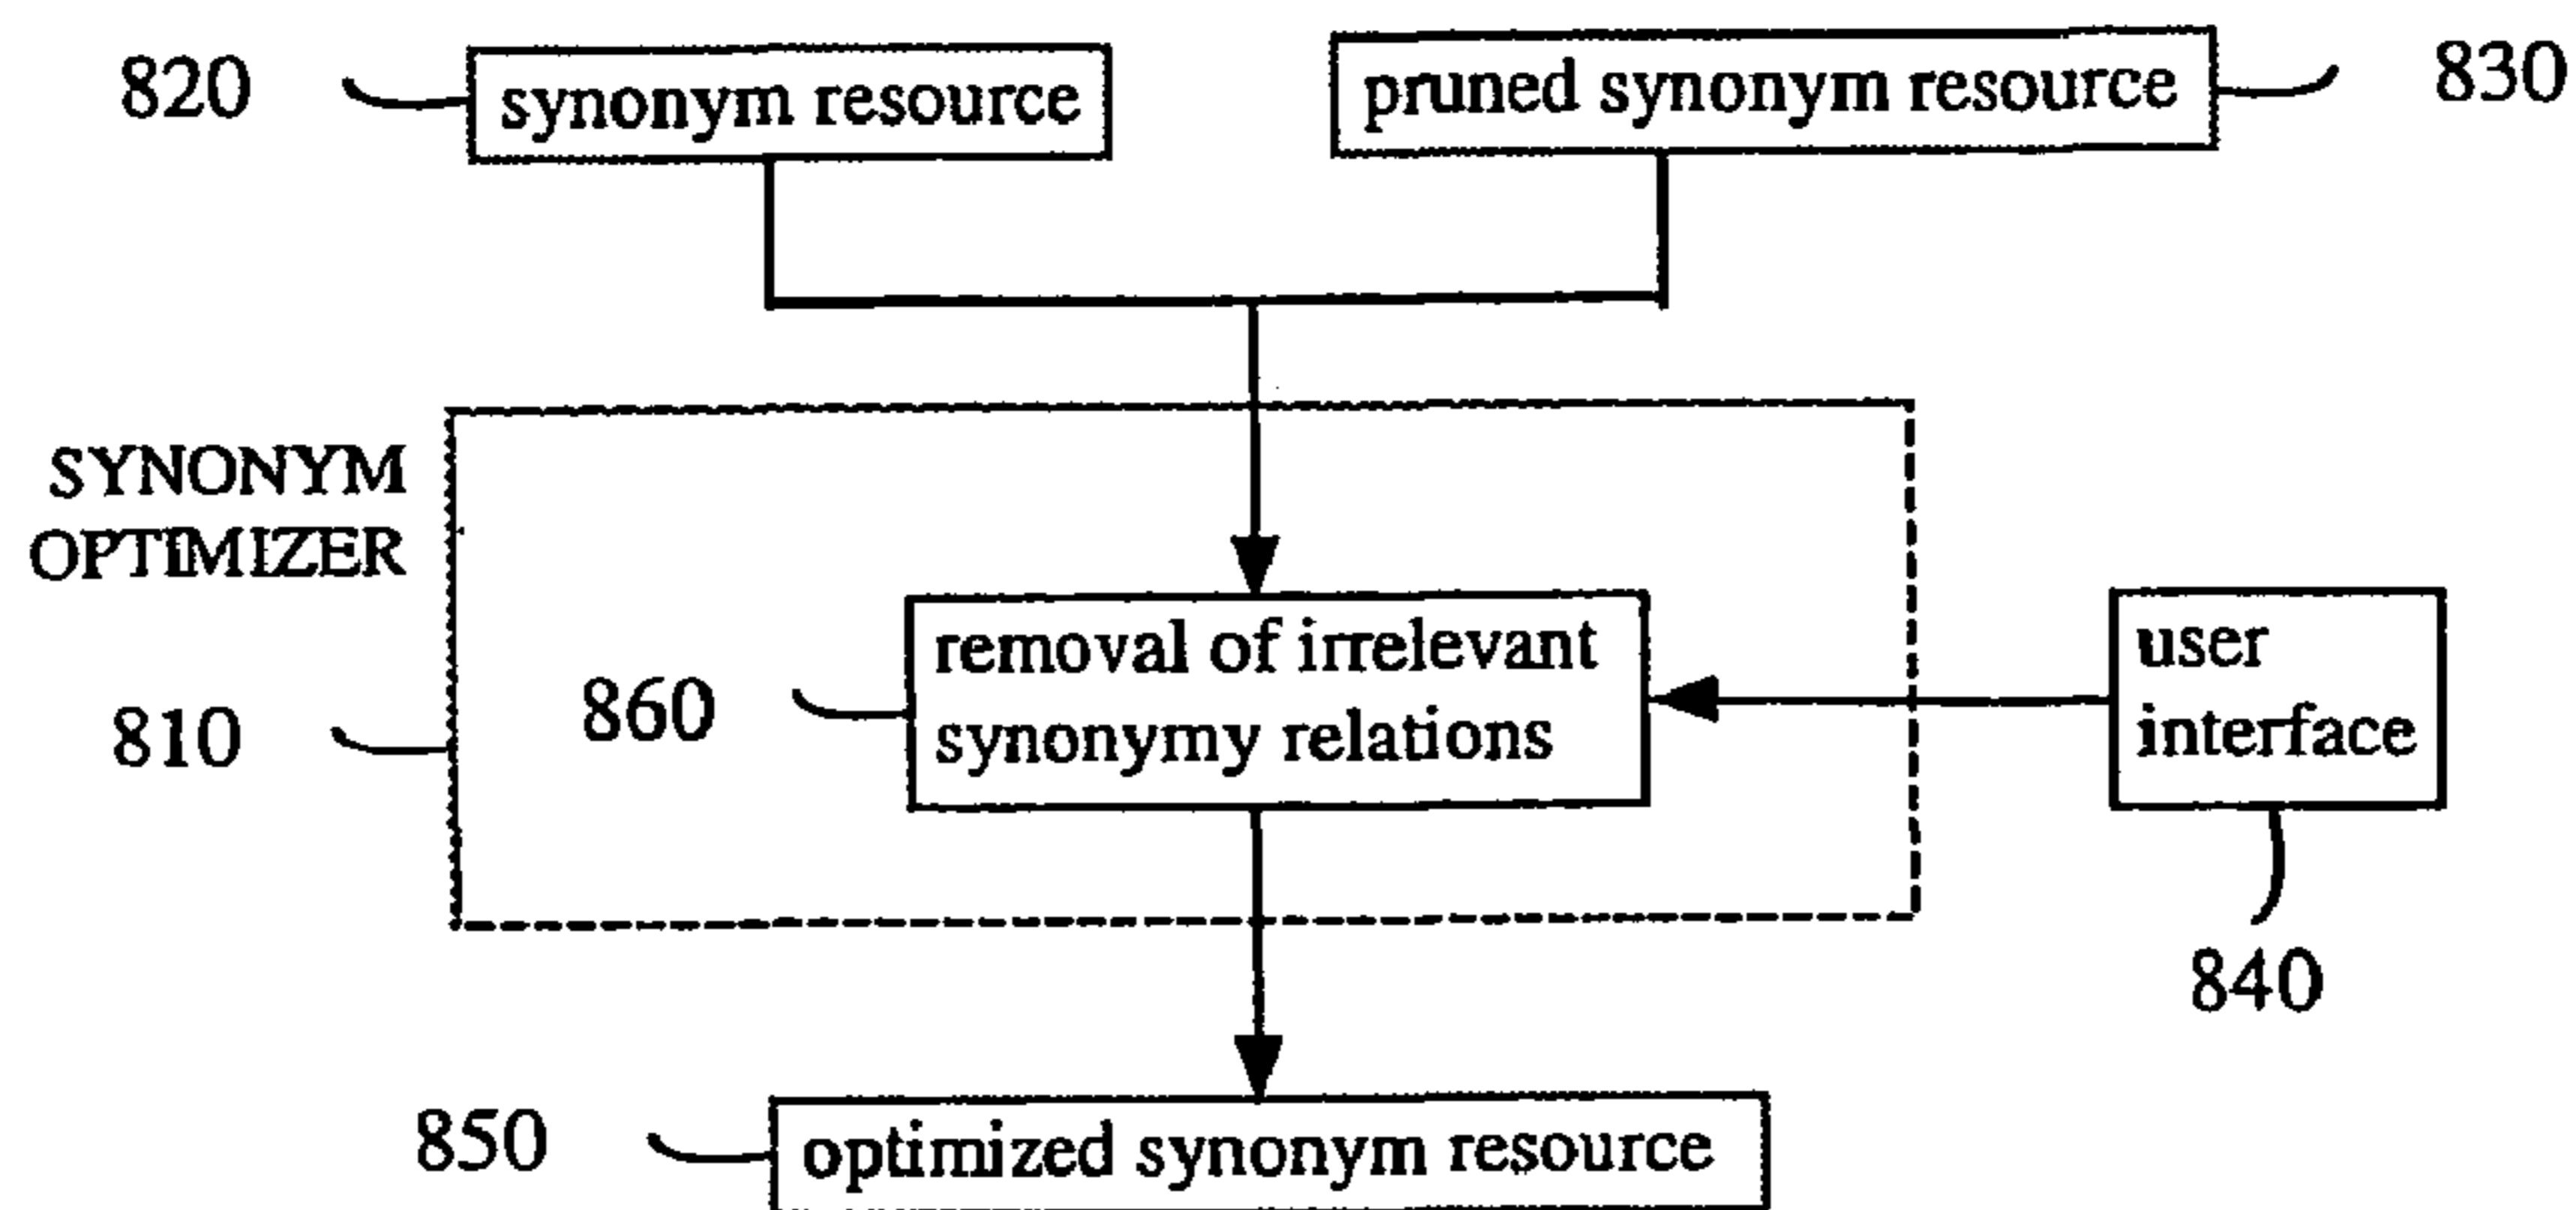 820
synonym resource
pruned synonym resource
830
SYNONYM
OPTIMIZER
810
860
removal of irrelevant
synonymy relations
user
interface
840
850
optimized synonym resource